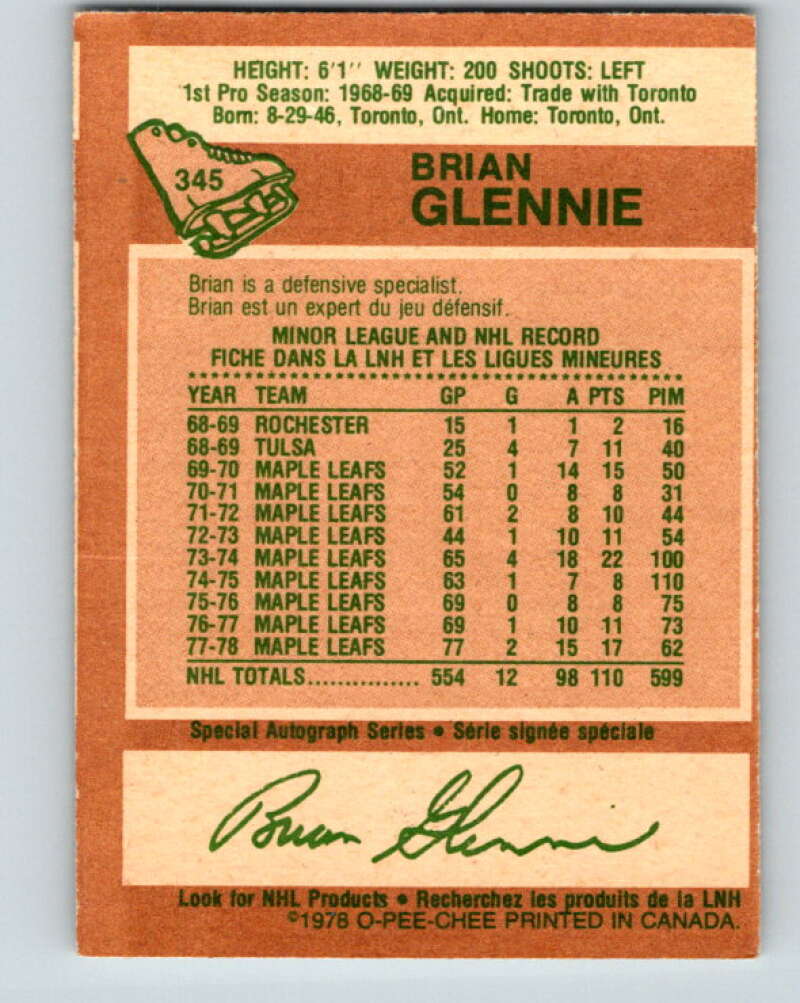 HEIGHT: 6'1'' WEIGHT: 200 SHOOTS: LEFT
1st Pro Season: 1968-69 Acquired: Trade with Toronto
Born: 8-29-46, Toronto, Ont. Home: Toronto, Ont.
345
BRIAN
GLENNIE
Brian is a defensive specialist.
Brian est un expert du jeu défensif.
MINOR LEAGUE AND NHL RECORD
FICHE DANS LA LNH ET LES LIGUES MINEURES
YEAR TEAM GP G A PTS PIM
68-69 ROCHESTER 15 1 1 2 16
68-69 TULSA 25 4 7 11 40
69-70 MAPLE LEAFS 52 1 14 15 50
70-71 MAPLE LEAFS 54 0 8 8 31
71-72 MAPLE LEAFS 61 2 8 10 44
72-73 MAPLE LEAFS 44 1 10 11 54
73-74 MAPLE LEAFS 65 4 18 22 100
74-75 MAPLE LEAFS 63 1 7 8 110
75-76 MAPLE LEAFS 69 0 8 8 75
76-77 MAPLE LEAFS 69 1 10 11 73
77-78 MAPLE LEAFS 77 2 15 17 62
NHL TOTALS............... 554 12 98 110 599
Special Autograph Series • Série signée spéciale
Brian Glennie
Look for NHL Products • Recherchez les produits de la LNH
©1978 O-PEE-CHEE PRINTED IN CANADA.